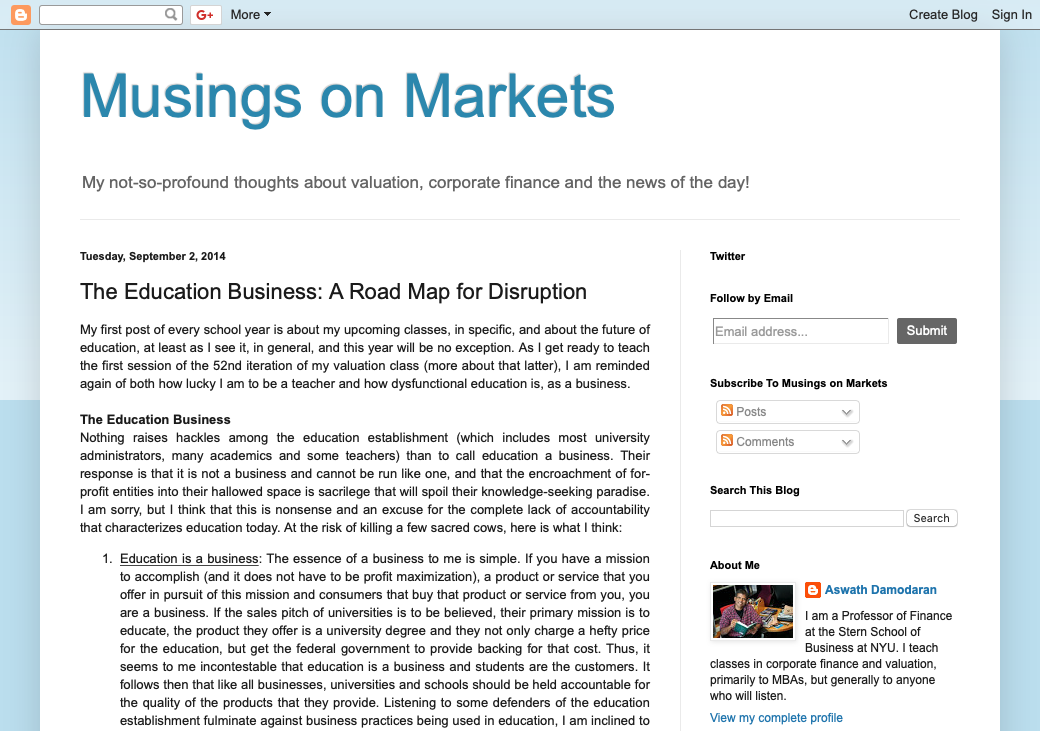 More
Create Blog
Sign In
Musings on Markets
My not-so-profound thoughts about valuation, corporate finance and the news of the day!
Tuesday, September 2, 2014
The Education Business: A Road Map for Disruption
My first post of every school year is about my upcoming classes, in specific, and about the future of
education, at least as I see it, in general, and this year will be no exception. As I get ready to teach
the first session of the 52nd iteration of my valuation class (more about that latter), I am reminded
again of both how lucky I am to be a teacher and how dysfunctional education is, as a business.
The Education Business
Nothing raises hackles among the education establishment (which includes most university
administrators, many academics and some teachers) than to call education a business. Their
response is that it is not a business and cannot be run like one, and that the encroachment of for-
profit entities into their hallowed space is sacrilege that will spoil their knowledge-seeking paradise.
I am sorry, but I think that this is nonsense and an excuse for the complete lack of accountability
that characterizes education today. At the risk of killing a few sacred cows, here is what I think:
1. Education is a business: The essence of a business to me is simple. If you have a mission
to accomplish (and it does not have to be profit maximization), a product or service that you
offer in pursuit of this mission and consumers that buy that product or service from you, you
are a business. If the sales pitch of universities is to be believed, their primary mission is to
educate, the product they offer is a university degree and they not only charge a hefty price
for the education, but get the federal government to provide backing for that cost. Thus, it
seems to me incontestable that education is a business and students are the customers. It
follows then that like all businesses, universities and schools should be held accountable for
the quality of the products that they provide. Listening to some defenders of the education
establishment fulminate against business practices being used in education, I am inclined to
Twitter
Follow by Email
Email address...
Submit
Subscribe To Musings on Markets
Posts
Comments
Search This Blog
Search
About Me
Aswath Damodaran
I am a Professor of Finance
at the Stern School of
Business at NYU. I teach
classes in corporate finance and valuation,
primarily to MBAs, but generally to anyone
who will listen.
View my complete profile